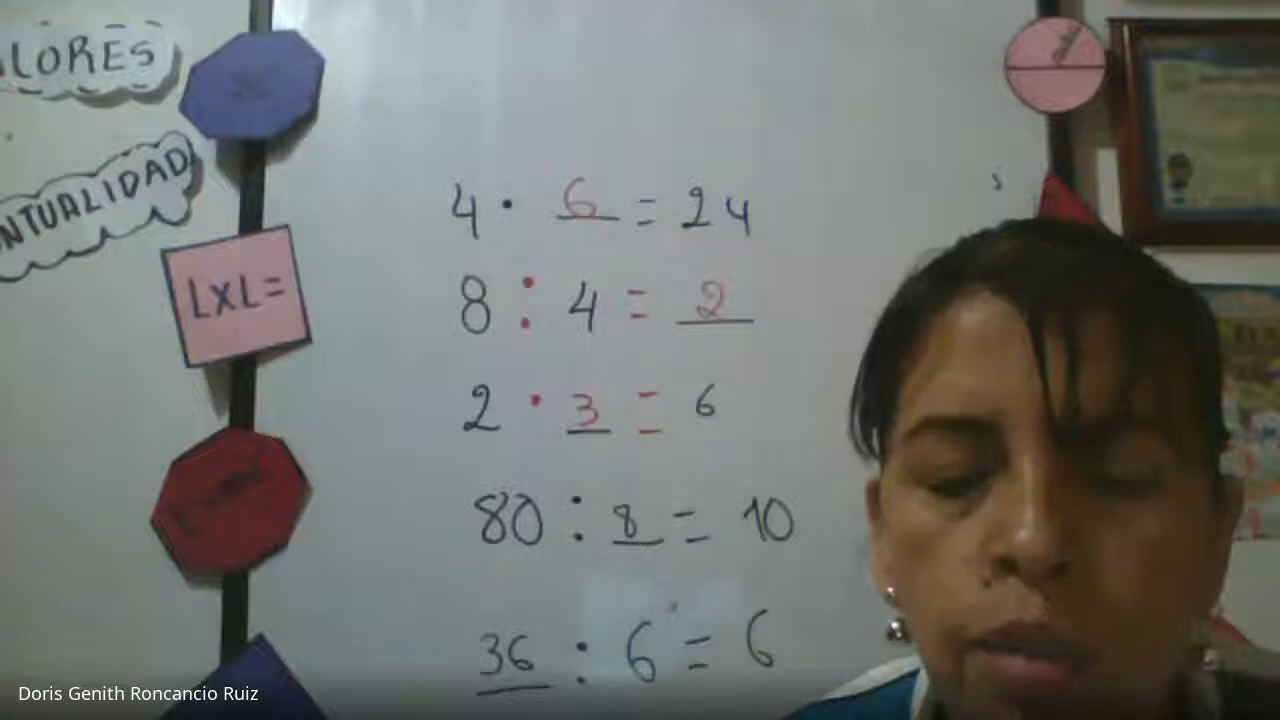 LORES
NTUALIDAD
LXL=
4 · 6 = 24
8 : 4 = 2
2 · 3 = 6
80 : 8 = 10
36 : 6 = 6
Doris Genith Roncancio Ruiz